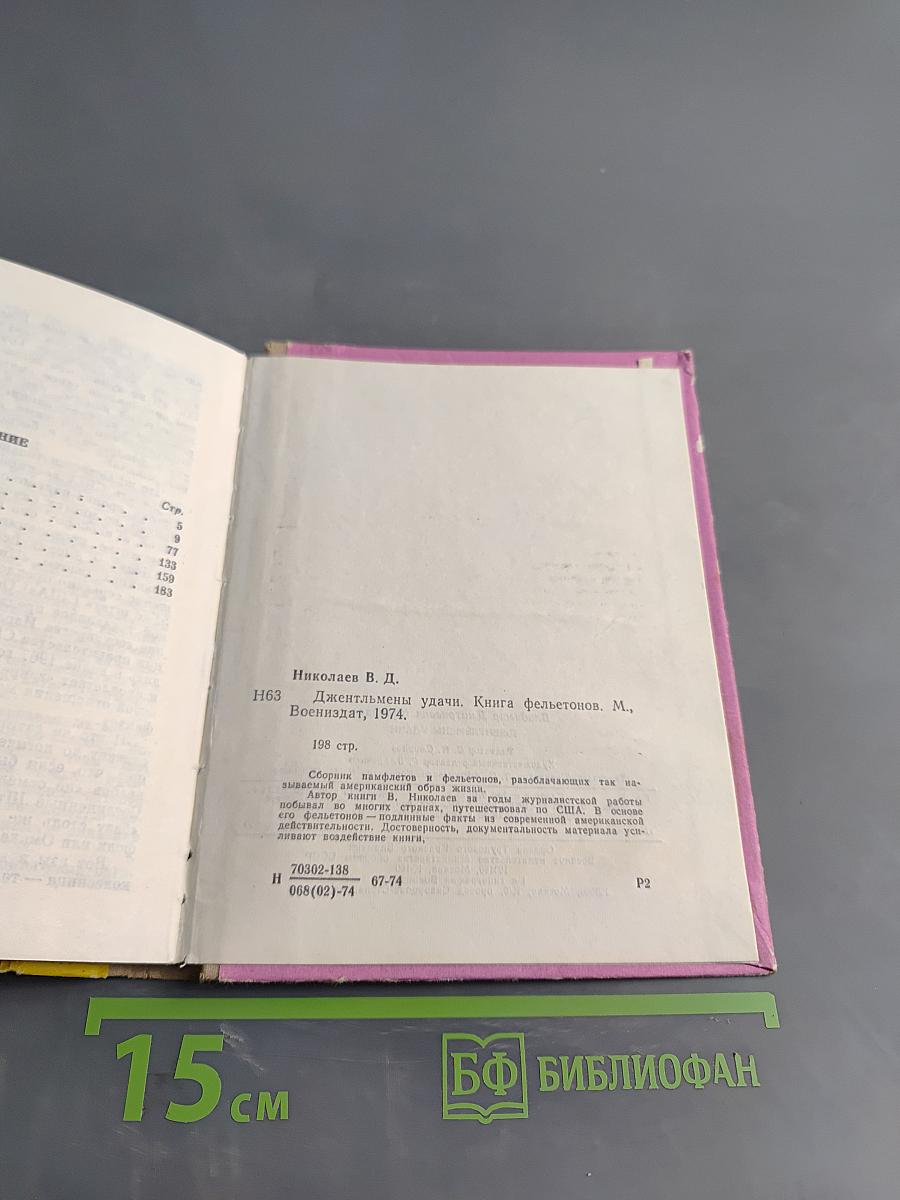 ние
Стр.
5
9
77
133
159
183
Николаев В. Д.
Н63 Джентльмены удачи. Книга фельетонов. М.,
Воениздат, 1974.
198 стр.
Сборник памфлетов и фельетонов, разоблачающих так на-
зываемый американский образ жизни.
Автор книги В. Николаев за годы журналистской работы
побывал во многих странах, путешествовал по США. В основе
его фельетонов — подлинные факты из современной американской
действительности. Достоверность, документальность материала уси-
ливают воздействие книги.
Н 70302-138
068(02)-74 67-74 Р2
15 см
БФ БИБЛИОФАН